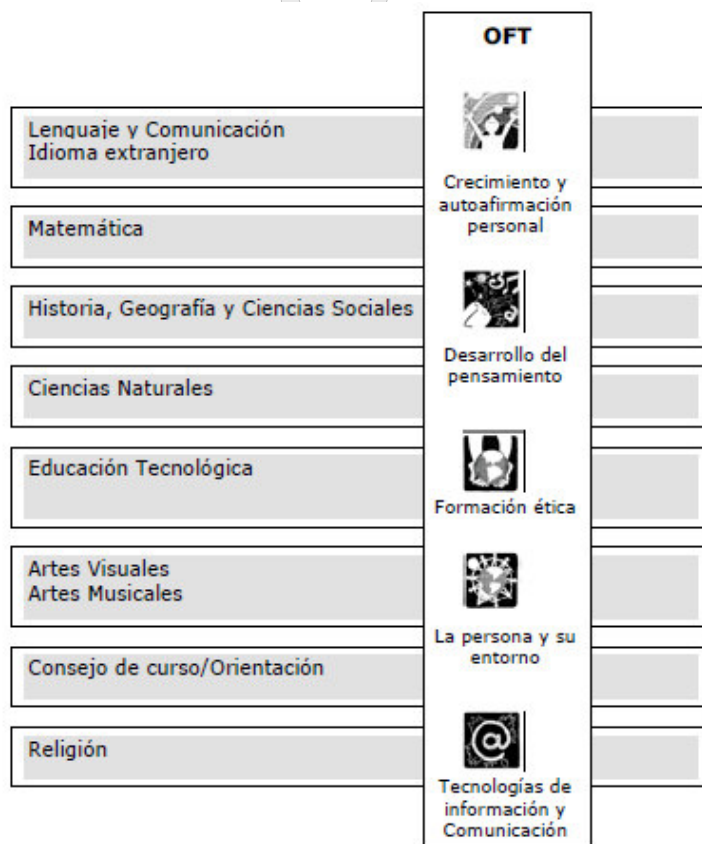 OFT
Lenguaje y Comunicación
Idioma extranjero
Matemática
Historia, Geografía y Ciencias Sociales
Ciencias Naturales
Educación Tecnológica
Artes Visuales
Artes Musicales
Consejo de curso/Orientación
Religión
Crecimiento y
autoafirmación
personal
Desarrollo del
pensamiento
Formación ética
La persona y su
entorno
@
Tecnologías de
información y
Comunicación